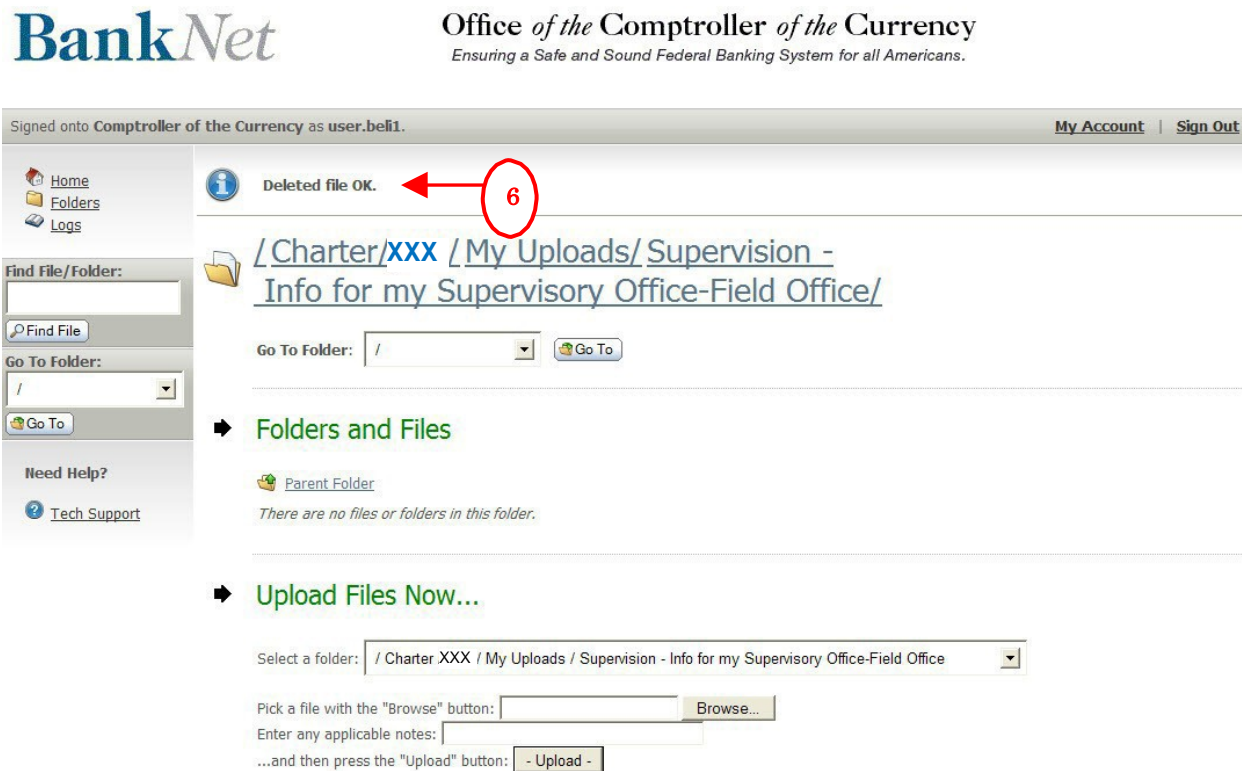 BankNet
Office of the Comptroller of the Currency
Ensuring a Safe and Sound Federal Banking System for all Americans.
Signed onto Comptroller of the Currency as user.beli1.
My Account | Sign Out
Home
Folders
Logs
Find File/Folder:
Find File
Go To Folder:
/
Go To
Need Help?
Tech Support
Deleted file OK.
6
/ Charter/XXX / My Uploads/ Supervision -
Info for my Supervisory Office-Field Office/
Go To Folder: / Go To
Folders and Files
Parent Folder
There are no files or folders in this folder.
Upload Files Now...
Select a folder: / Charter XXX / My Uploads / Supervision - Info for my Supervisory Office-Field Office
Pick a file with the "Browse" button: Browse...
Enter any applicable notes:
...and then press the "Upload" button: - Upload -